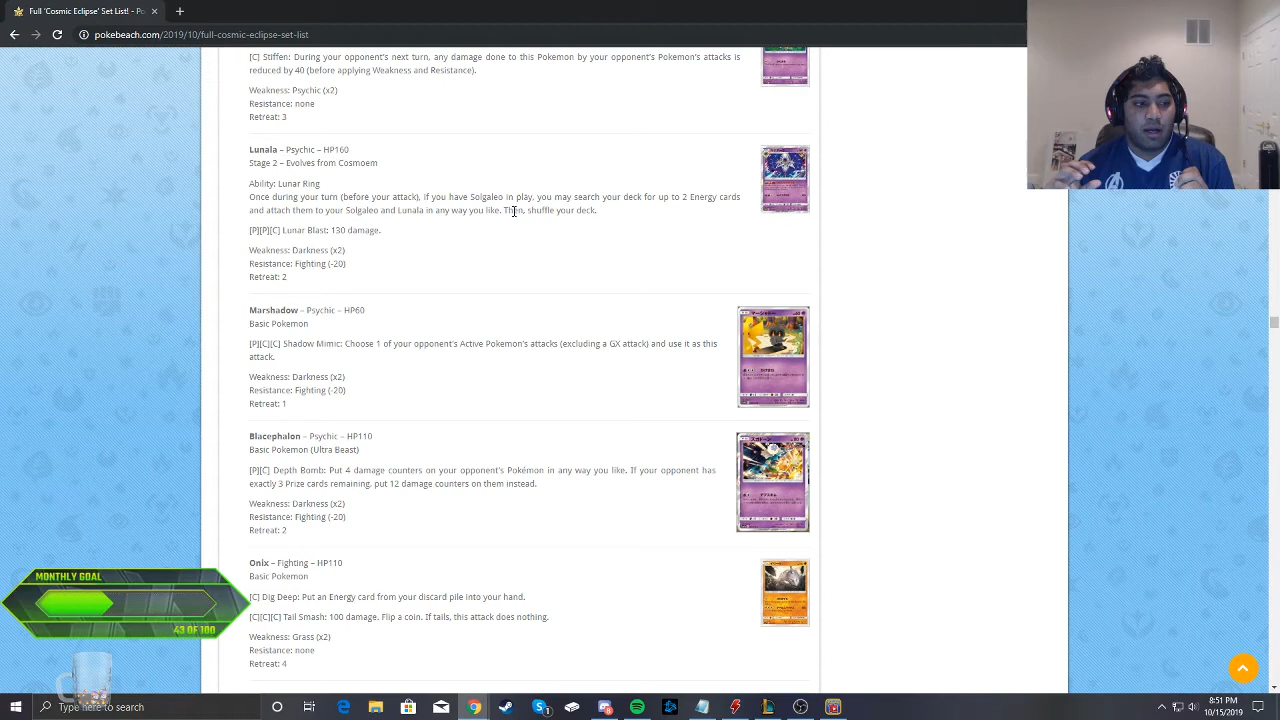 Full 'Cosmic Eclipse' Set List! - Po
pokebeach.com/2019/10/full-cosmic-eclipse-set-list
[C] Stiffen: During your opponent's next turn, any damage done to this Pokemon by your opponent's Pokemon's attacks is
reduced by 40 (before applying Weakness and Resistance).
Weakness: Psychic (x2)
Resistance: none
Retreat: 3
Lunala – Psychic – HP160
Stage 2 – Evolves from Cosmoem
Ability: Lunar Ring
Once during your turn (before your attack), if you have Solgaleo in play, you may search your deck for up to 2 Energy cards
and attach them to your Solgaleo and Lunala in any way you like. Then, shuffle your deck.
[P][P][C] Lunar Blast: 130 damage.
Weakness: Darkness (x2)
Resistance: Fighting (-20)
Retreat: 2
Marshadow – Psychic – HP60
Basic Pokemon
[P][C][C] Shadow Mimic: Choose 1 of your opponent's Active Pokemon's attacks (excluding a GX attack) and use it as this
attack.
Weakness: Darkness (x2)
Resistance: Fighting (-20)
Retreat: 1
Blacephalon – Psychic – HP110
Basic Pokemon (Ultra Beast)
[P][C] Depth Bomb: Put 4 damage counters on your opponent's Pokémon in any way you like. If your opponent has
exactly 3 Prize cards remaining, put 12 damage counters on them instead.
Weakness: Darkness (x2)
Resistance: Fighting (-20)
Retreat: 2
Onix – Fighting – HP110
Basic Pokemon
[C] Dig Deep: Put an Energy card from your discard pile into your hand.
Tail Smash: 100 damage. Flip a coin. If tails, this attack does nothing.
Weakness: Grass (x2)
Resistance: none
Retreat: 4
MONTHLY GOAL
43 OF 100
Type here to search
8:51 PM
10/15/2019